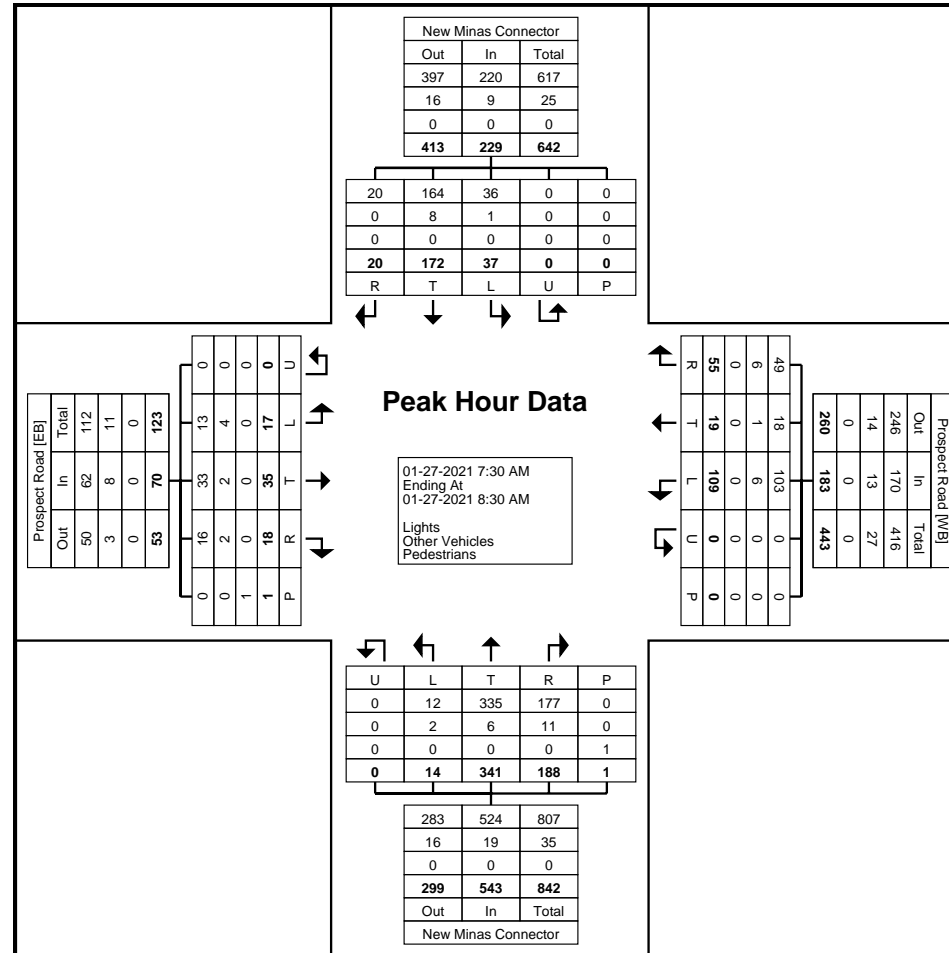 New Minas Connector
Out In Total
397 220 617
16 9 25
0 0 0
413 229 642
20 164 36 0 0
0 8 1 0 0
0 0 0 0 0
20 172 37 0 0
R T L U P
Prospect Road [EB]
Total 112 11 0 123
In 62 8 0 70
Out 50 3 0 53
0 0 0 0 U
13 4 0 17 L
33 2 0 35 T
16 2 0 18 R
0 0 1 1 P
Peak Hour Data
01-27-2021 7:30 AM
Ending At
01-27-2021 8:30 AM
Lights
Other Vehicles
Pedestrians
R 55 0 6 49
T 19 0 1 18
L 109 0 6 103
U 0 0 0 0
P 0 0 0 0
260 0 14 246 Out
183 0 13 170 In
443 0 27 416 Total
Prospect Road [WB]
U L T R P
0 12 335 177 0
0 2 6 11 0
0 0 0 0 1
0 14 341 188 1
283 524 807
16 19 35
0 0 0
299 543 842
Out In Total
New Minas Connector